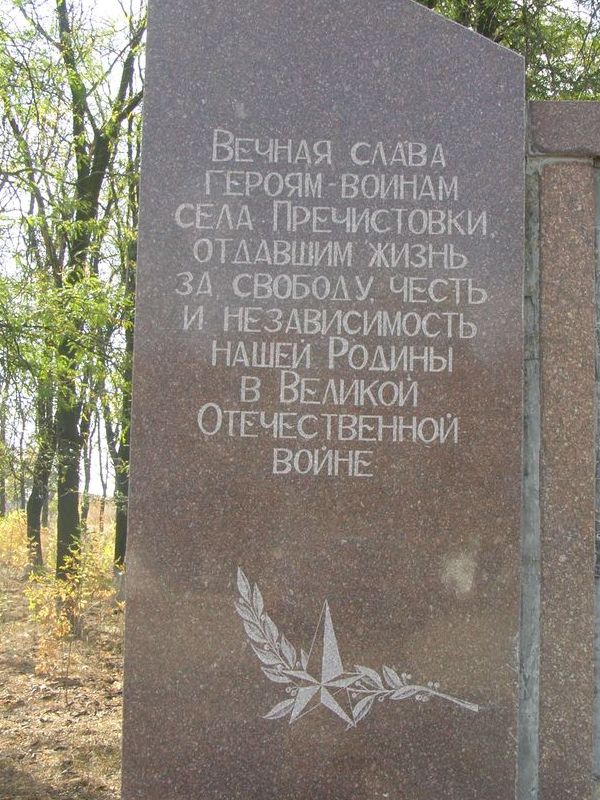 Вечная слава
героям-воинам
села Пречистовки,
отдавшим жизнь
за свободу, честь
и независимость
нашей Родины
в Великой
Отечественной
войне